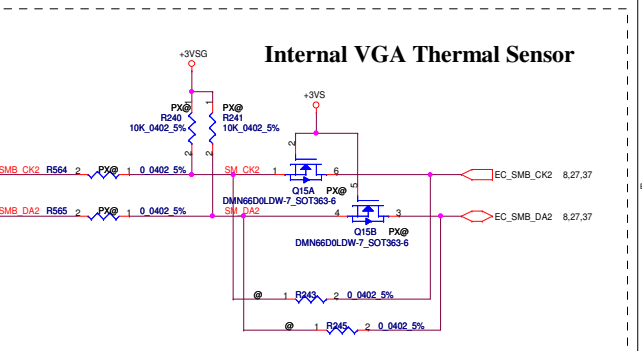 Internal VGA Thermal Sensor
+3VSG
+3VS
PX@ PX@
R240 R241
10K_0402_5% 10K_0402_5%
1 1
2 2
2
SMB_CK2 R564 2 PX@ 1 0_0402_5% SM_CK2 1 6 EC_SMB_CK2 8,27,37
Q15A PX@ 5
DMN66D0LDW-7_SOT363-6
SMB_DA2 R565 2 PX@ 1 0_0402_5% SM_DA2 4 3 EC_SMB_DA2 8,27,37
Q15B PX@
DMN66D0LDW-7_SOT363-6
@ 1 R243 2 0_0402_5%
@ 1 R245 2 0_0402_5%